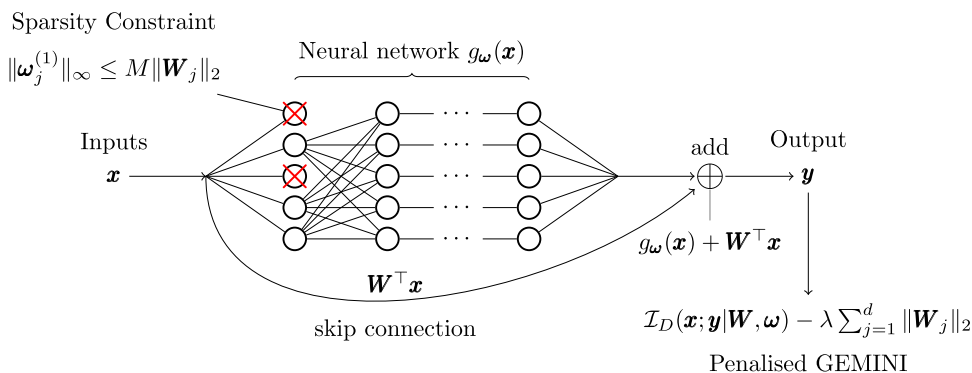 Sparsity Constraint
‖ω_j^{(1)}‖_∞ ≤ M‖W_j‖_2
Neural network g_ω(x)
Inputs
x
· · ·
· · ·
· · ·
· · ·
· · ·
add
Output
y
g_ω(x) + W^⊤x
W^⊤x
skip connection
I_D(x; y|W, ω) − λ ∑_{j=1}^d ‖W_j‖_2
Penalised GEMINI